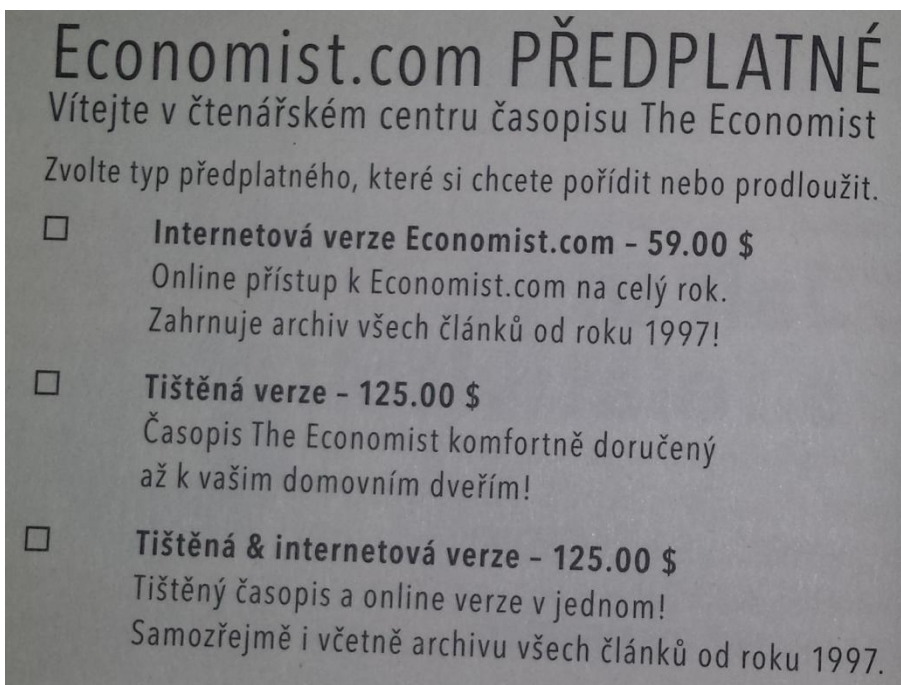 Economist.com PŘEDPLATNÉ
Vítejte v čtenářském centru časopisu The Economist
Zvolte typ předplatného, které si chcete pořídit nebo prodloužit.
Internetová verze Economist.com – 59.00 $
Online přístup k Economist.com na celý rok.
Zahrnuje archiv všech článků od roku 1997!
Tištěná verze – 125.00 $
Časopis The Economist komfortně doručený
až k vašim domovním dveřím!
Tištěná & internetová verze – 125.00 $
Tištěný časopis a online verze v jednom!
Samozřejmě i včetně archivu všech článků od roku 1997.